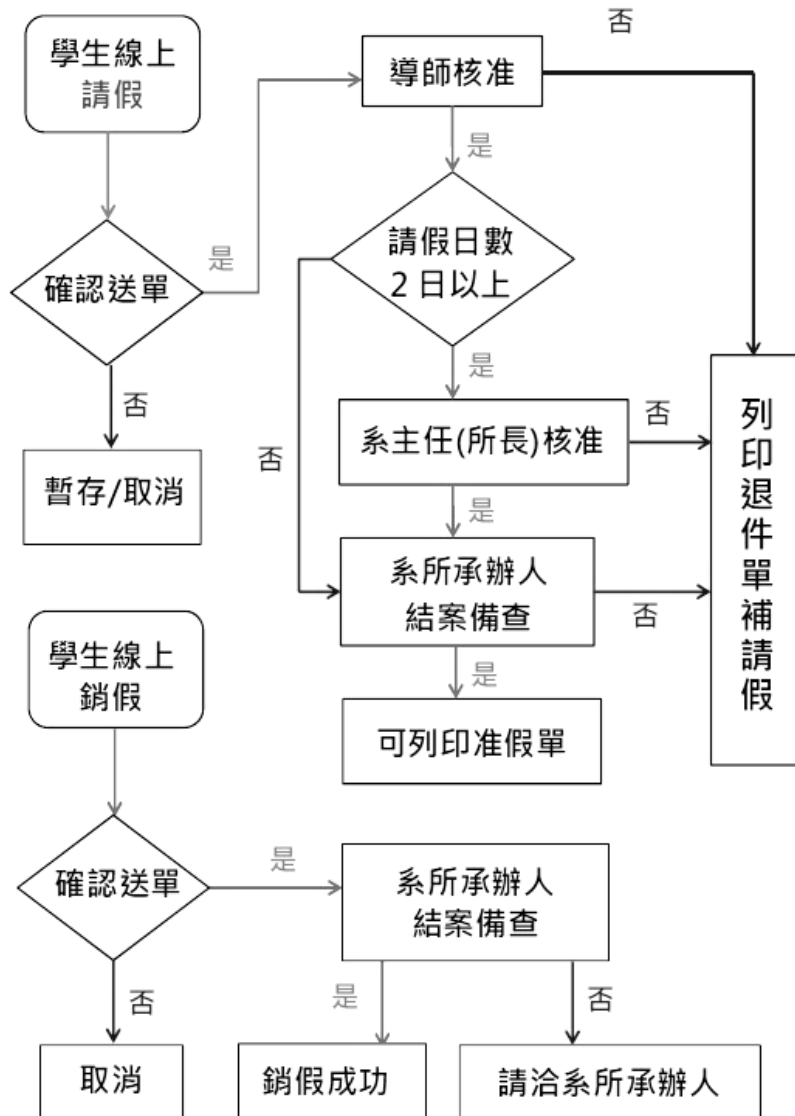 學生線上
請假
導師核准
否
是
確認送單
是
請假日數
2 日以上
否
暫存/取消
是
否
系主任(所長)核准
否
是
系所承辦人
結案備查
否
是
可列印准假單
列印退件單補請假
學生線上
銷假
確認送單
是
系所承辦人
結案備查
否
取消
是
銷假成功
否
請洽系所承辦人